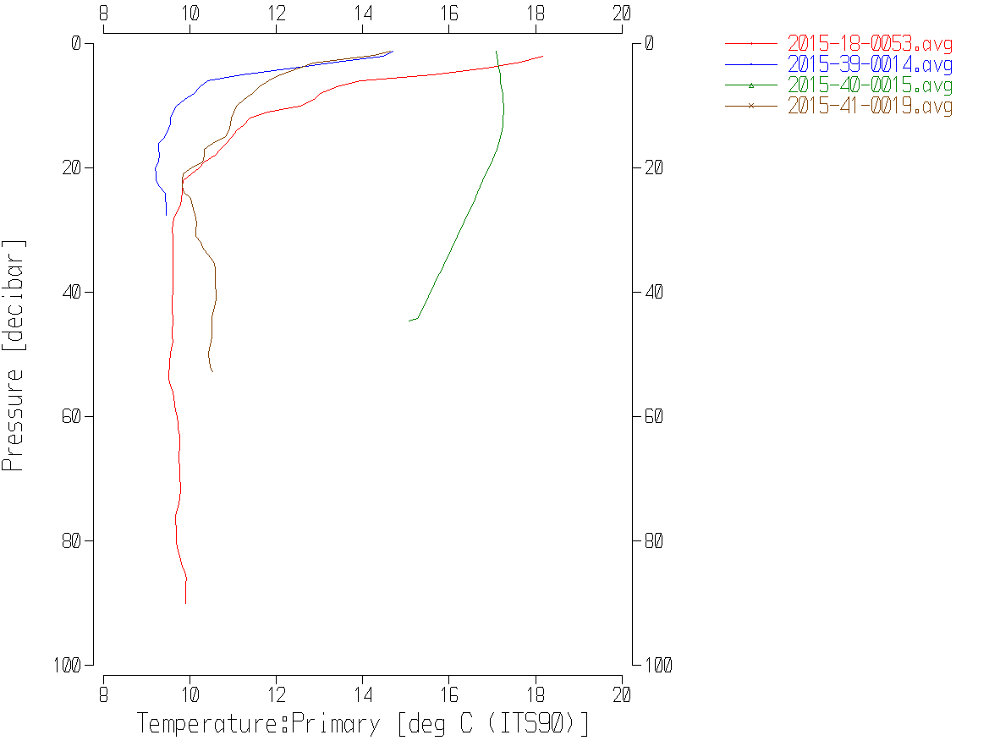 8 10 12 14 16 18 20
0 0
20 20
40 40
60 60
80 80
100 100
8 10 12 14 16 18 20
Pressure [decibar]
Temperature:Primary [deg C (ITS90)]
2015-18-0053.avg
2015-39-0014.avg
2015-40-0015.avg
2015-41-0019.avg